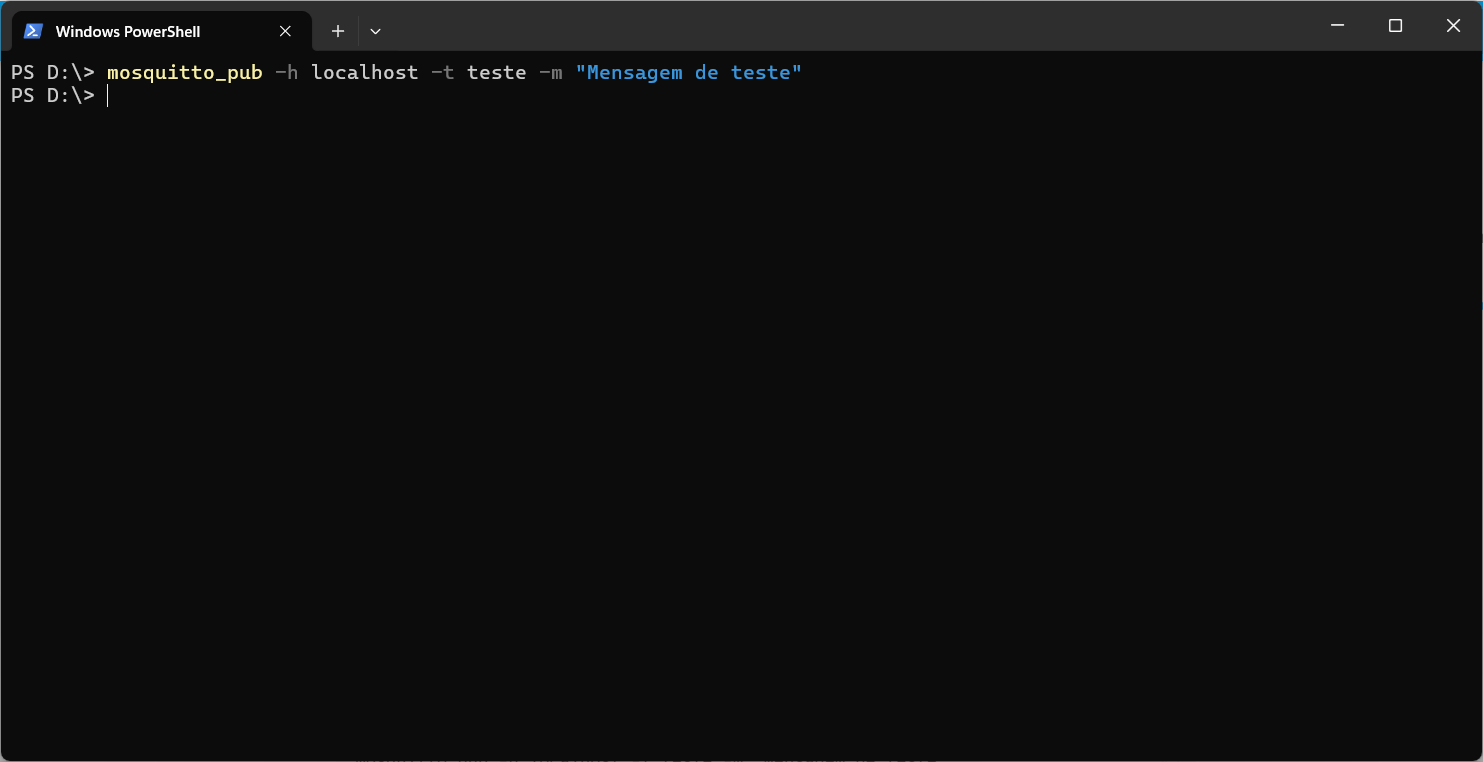 Windows PowerShell
PS D:\> mosquitto_pub -h localhost -t teste -m "Mensagem de teste"
PS D:\>